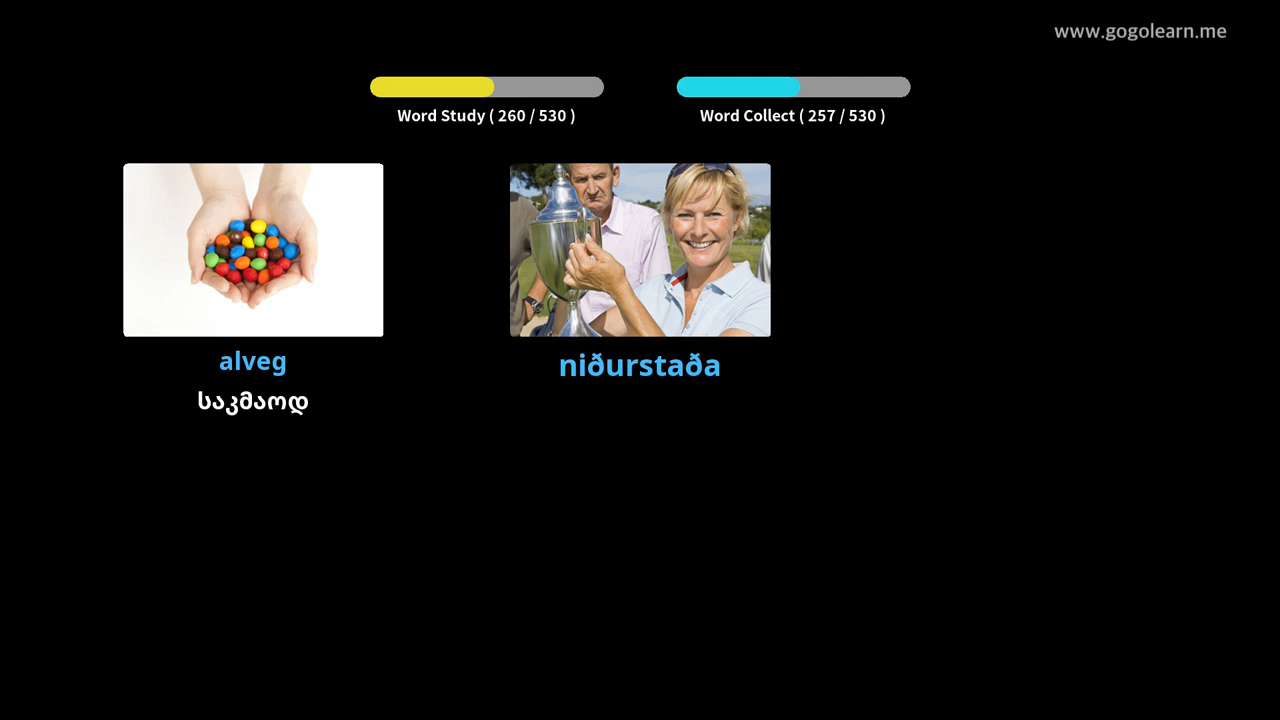 www.gogolearn.me
Word Study ( 260 / 530 )
Word Collect ( 257 / 530 )
alveg
საკმაოდ
niðurstaða